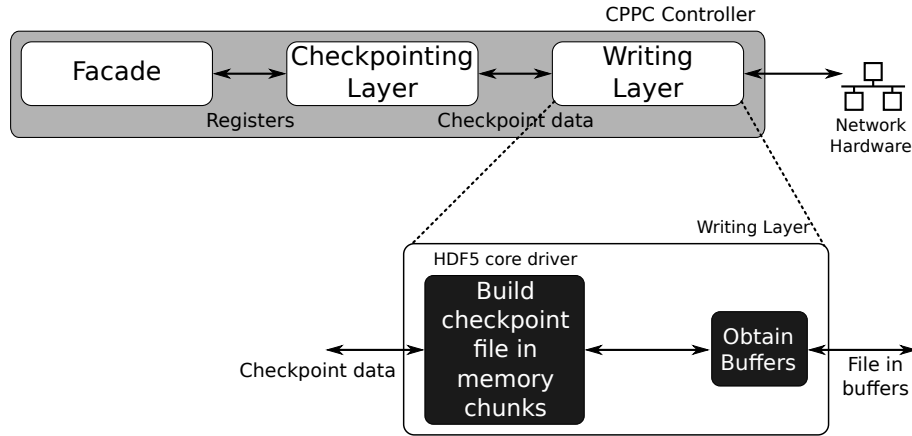 CPPC Controller
Facade
Checkpointing
Layer
Writing
Layer
Registers
Checkpoint data
Network
Hardware
Writing Layer
HDF5 core driver
Build
checkpoint
file in
memory
chunks
Obtain
Buffers
Checkpoint data
File in
buffers